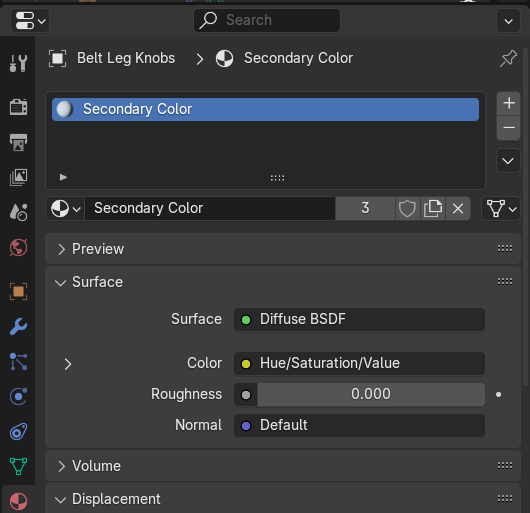 Search
Belt Leg Knobs > Secondary Color
Secondary Color
Secondary Color 3
Preview
Surface
Surface Diffuse BSDF
Color Hue/Saturation/Value
Roughness 0.000
Normal Default
Volume
Displacement